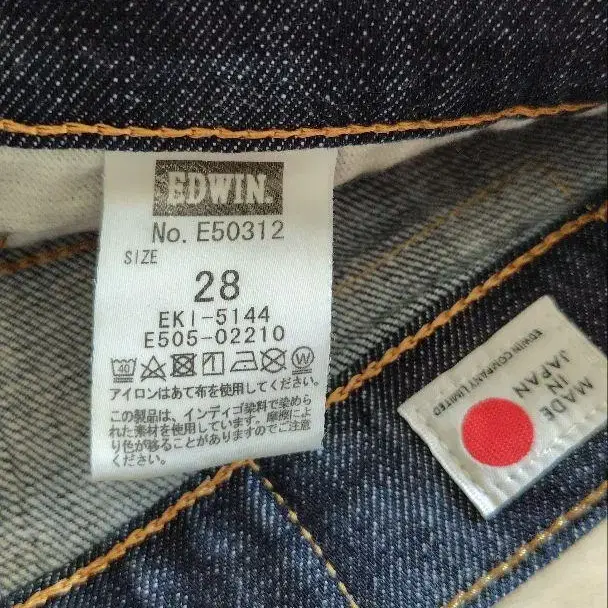 EDWIN.
No. E50312
SIZE
28
EKI-5144
E505-02210
40
W
アイロンはあて布を使用してください。
この製品は、インディゴ染料で染めら
れた素材を使用しています。摩擦によ
り色が移ることがありますのでご注意
ください。
MADE
IN
JAPAN
EDWIN COMPANY LIMITED